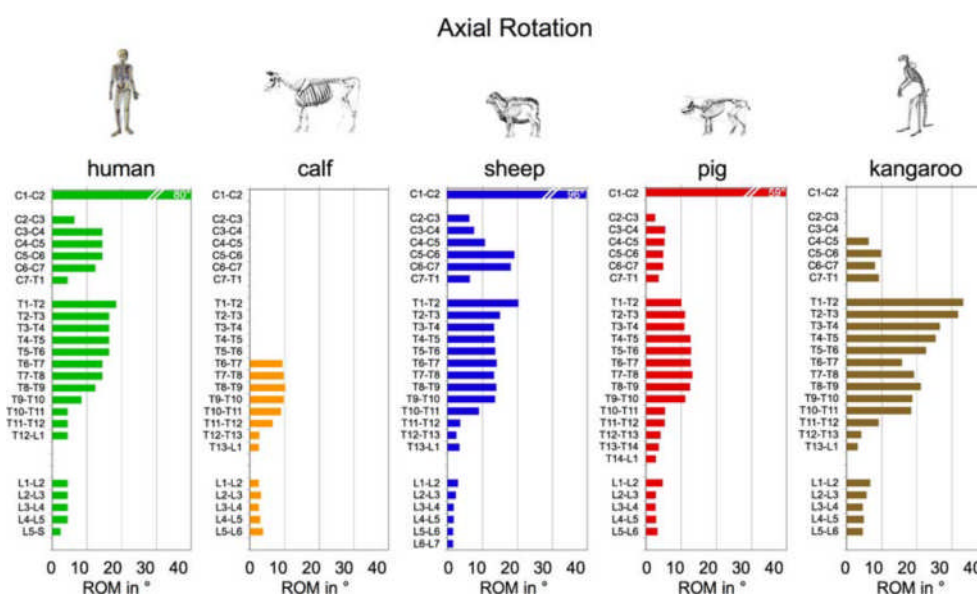 Axial Rotation
human
calf
sheep
pig
kangaroo
C1-C2
80°
C2-C3
C3-C4
C4-C5
C5-C6
C6-C7
C7-T1
T1-T2
T2-T3
T3-T4
T4-T5
T5-T6
T6-T7
T7-T8
T8-T9
T9-T10
T10-T11
T11-T12
T12-L1
L1-L2
L2-L3
L3-L4
L4-L5
L5-S
0 10 20 30 40
ROM in °
C1-C2
C2-C3
C3-C4
C4-C5
C5-C6
C6-C7
C7-T1
T1-T2
T2-T3
T3-T4
T4-T5
T5-T6
T6-T7
T7-T8
T8-T9
T9-T10
T10-T11
T11-T12
T12-T13
T13-L1
L1-L2
L2-L3
L3-L4
L4-L5
L5-L6
0 10 20 30 40
ROM in °
C1-C2
96°
C2-C3
C3-C4
C4-C5
C5-C6
C6-C7
C7-T1
T1-T2
T2-T3
T3-T4
T4-T5
T5-T6
T6-T7
T7-T8
T8-T9
T9-T10
T10-T11
T11-T12
T12-T13
T13-L1
L1-L2
L2-L3
L3-L4
L4-L5
L5-L6
L6-L7
0 10 20 30 40
ROM in °
C1-C2
59°
C2-C3
C3-C4
C4-C5
C5-C6
C6-C7
C7-T1
T1-T2
T2-T3
T3-T4
T4-T5
T5-T6
T6-T7
T7-T8
T8-T9
T9-T10
T10-T11
T11-T12
T12-T13
T13-T14
T14-L1
L1-L2
L2-L3
L3-L4
L4-L5
L5-L6
0 10 20 30 40
ROM in °
C1-C2
C2-C3
C3-C4
C4-C5
C5-C6
C6-C7
C7-T1
T1-T2
T2-T3
T3-T4
T4-T5
T5-T6
T6-T7
T7-T8
T8-T9
T9-T10
T10-T11
T11-T12
T12-T13
T13-L1
L1-L2
L2-L3
L3-L4
L4-L5
L5-L6
0 10 20 30 40
ROM in °